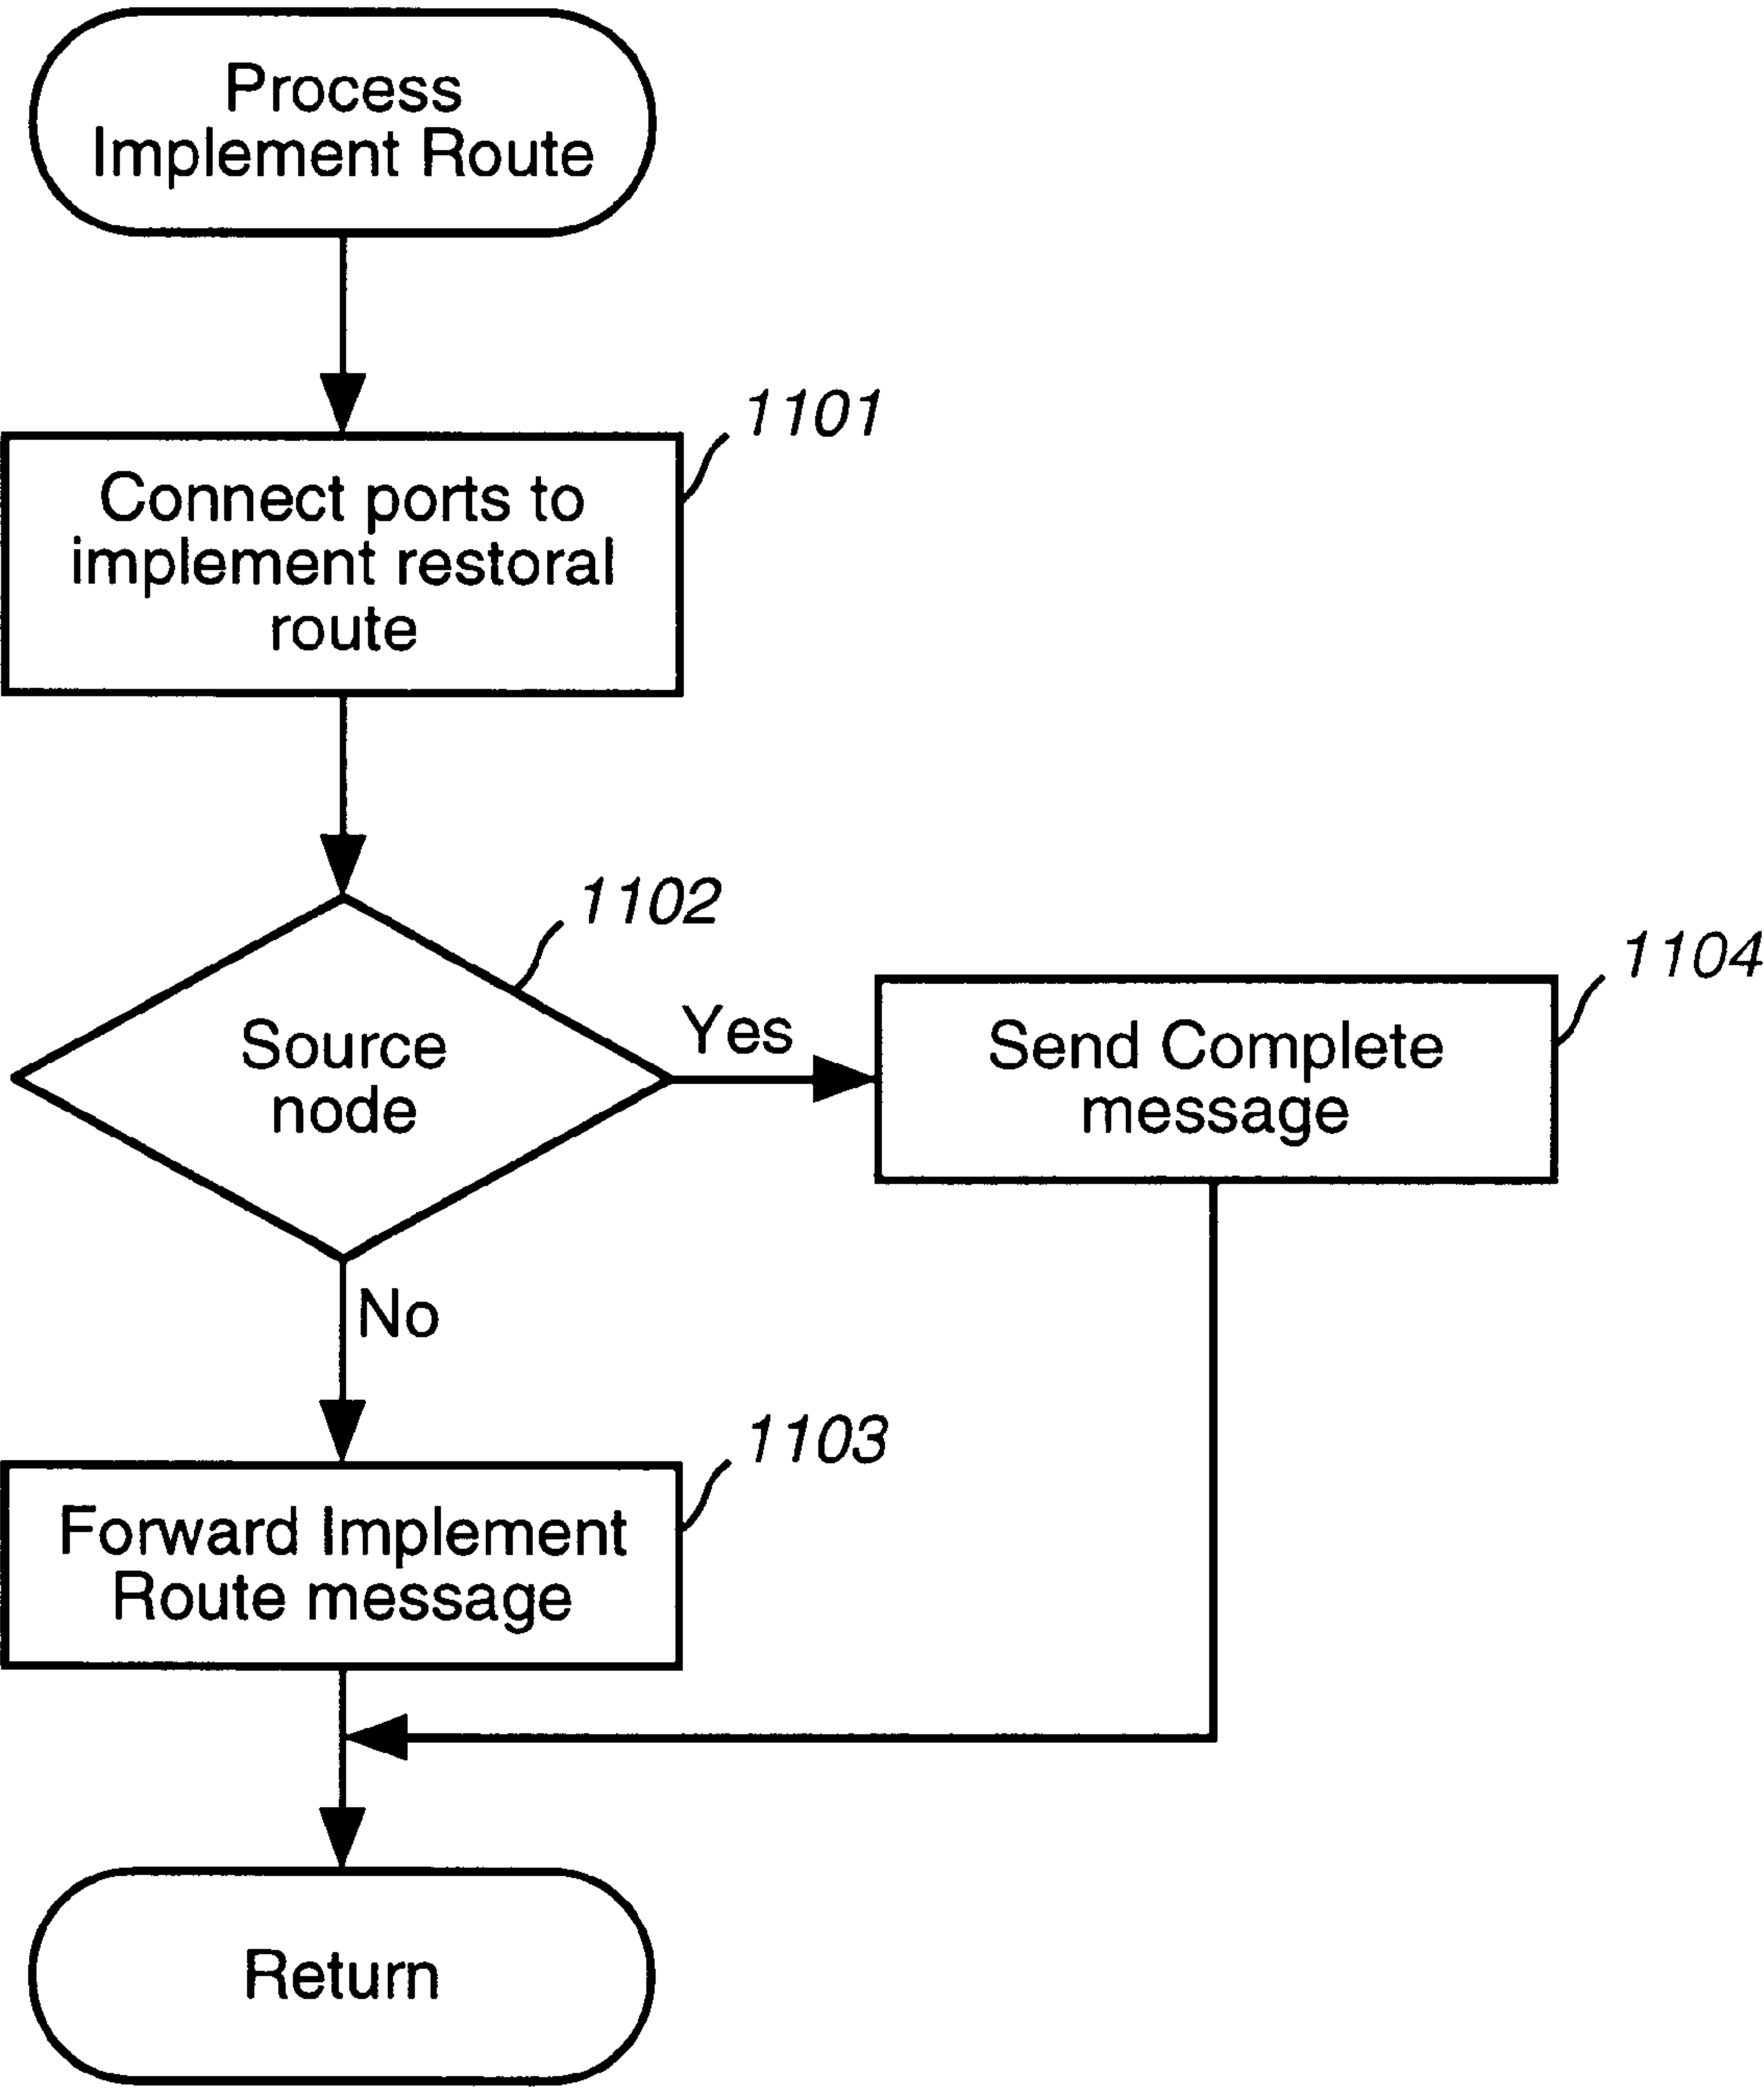 Process
Implement Route
1101
Connect ports to
implement restoral
route
1102
Source
node
Yes
1104
Send Complete
message
No
1103
Forward Implement
Route message
Return